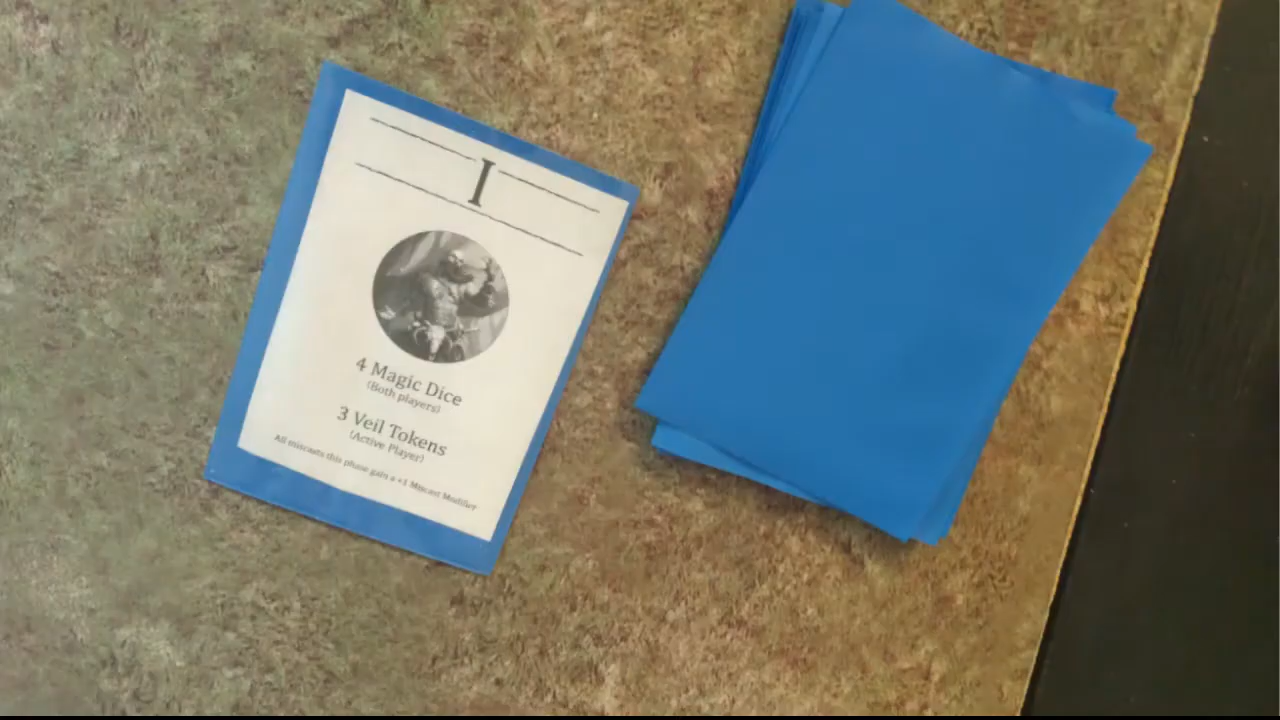 I
4 Magic Dice
(Both players)
3 Veil Tokens
(Active Player)
All miscasts this phase gain a +1 Miscast Modifier